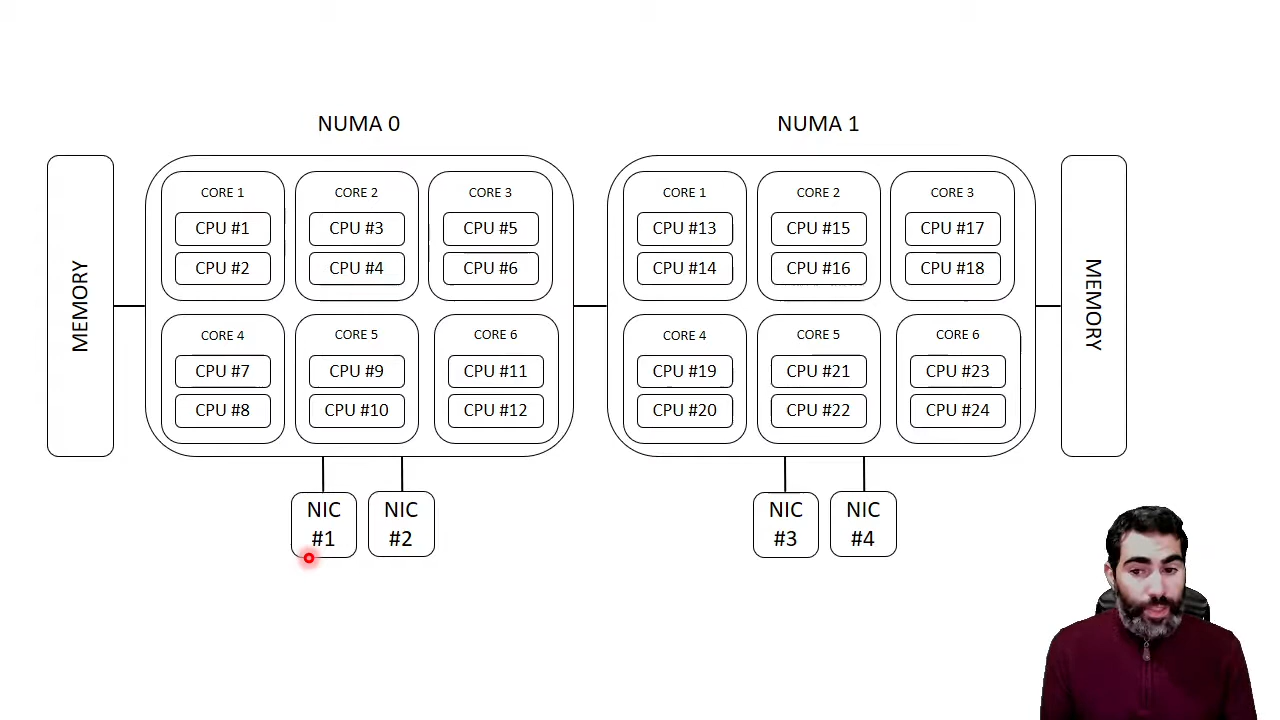 NUMA 0
NUMA 1
MEMORY
CORE 1
CPU #1
CPU #2
CORE 2
CPU #3
CPU #4
CORE 3
CPU #5
CPU #6
CORE 4
CPU #7
CPU #8
CORE 5
CPU #9
CPU #10
CORE 6
CPU #11
CPU #12
NIC
#1
NIC
#2
CORE 1
CPU #13
CPU #14
CORE 2
CPU #15
CPU #16
CORE 3
CPU #17
CPU #18
CORE 4
CPU #19
CPU #20
CORE 5
CPU #21
CPU #22
CORE 6
CPU #23
CPU #24
NIC
#3
NIC
#4
MEMORY